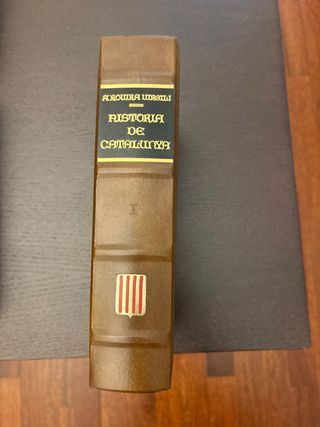 A.ROVIRA VIRGILI
HISTORIA
DE
CATALUNYA
I